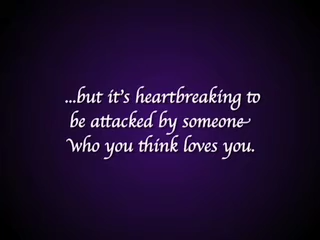 ...but it's heartbreaking to
be attacked by someone
who you think loves you.